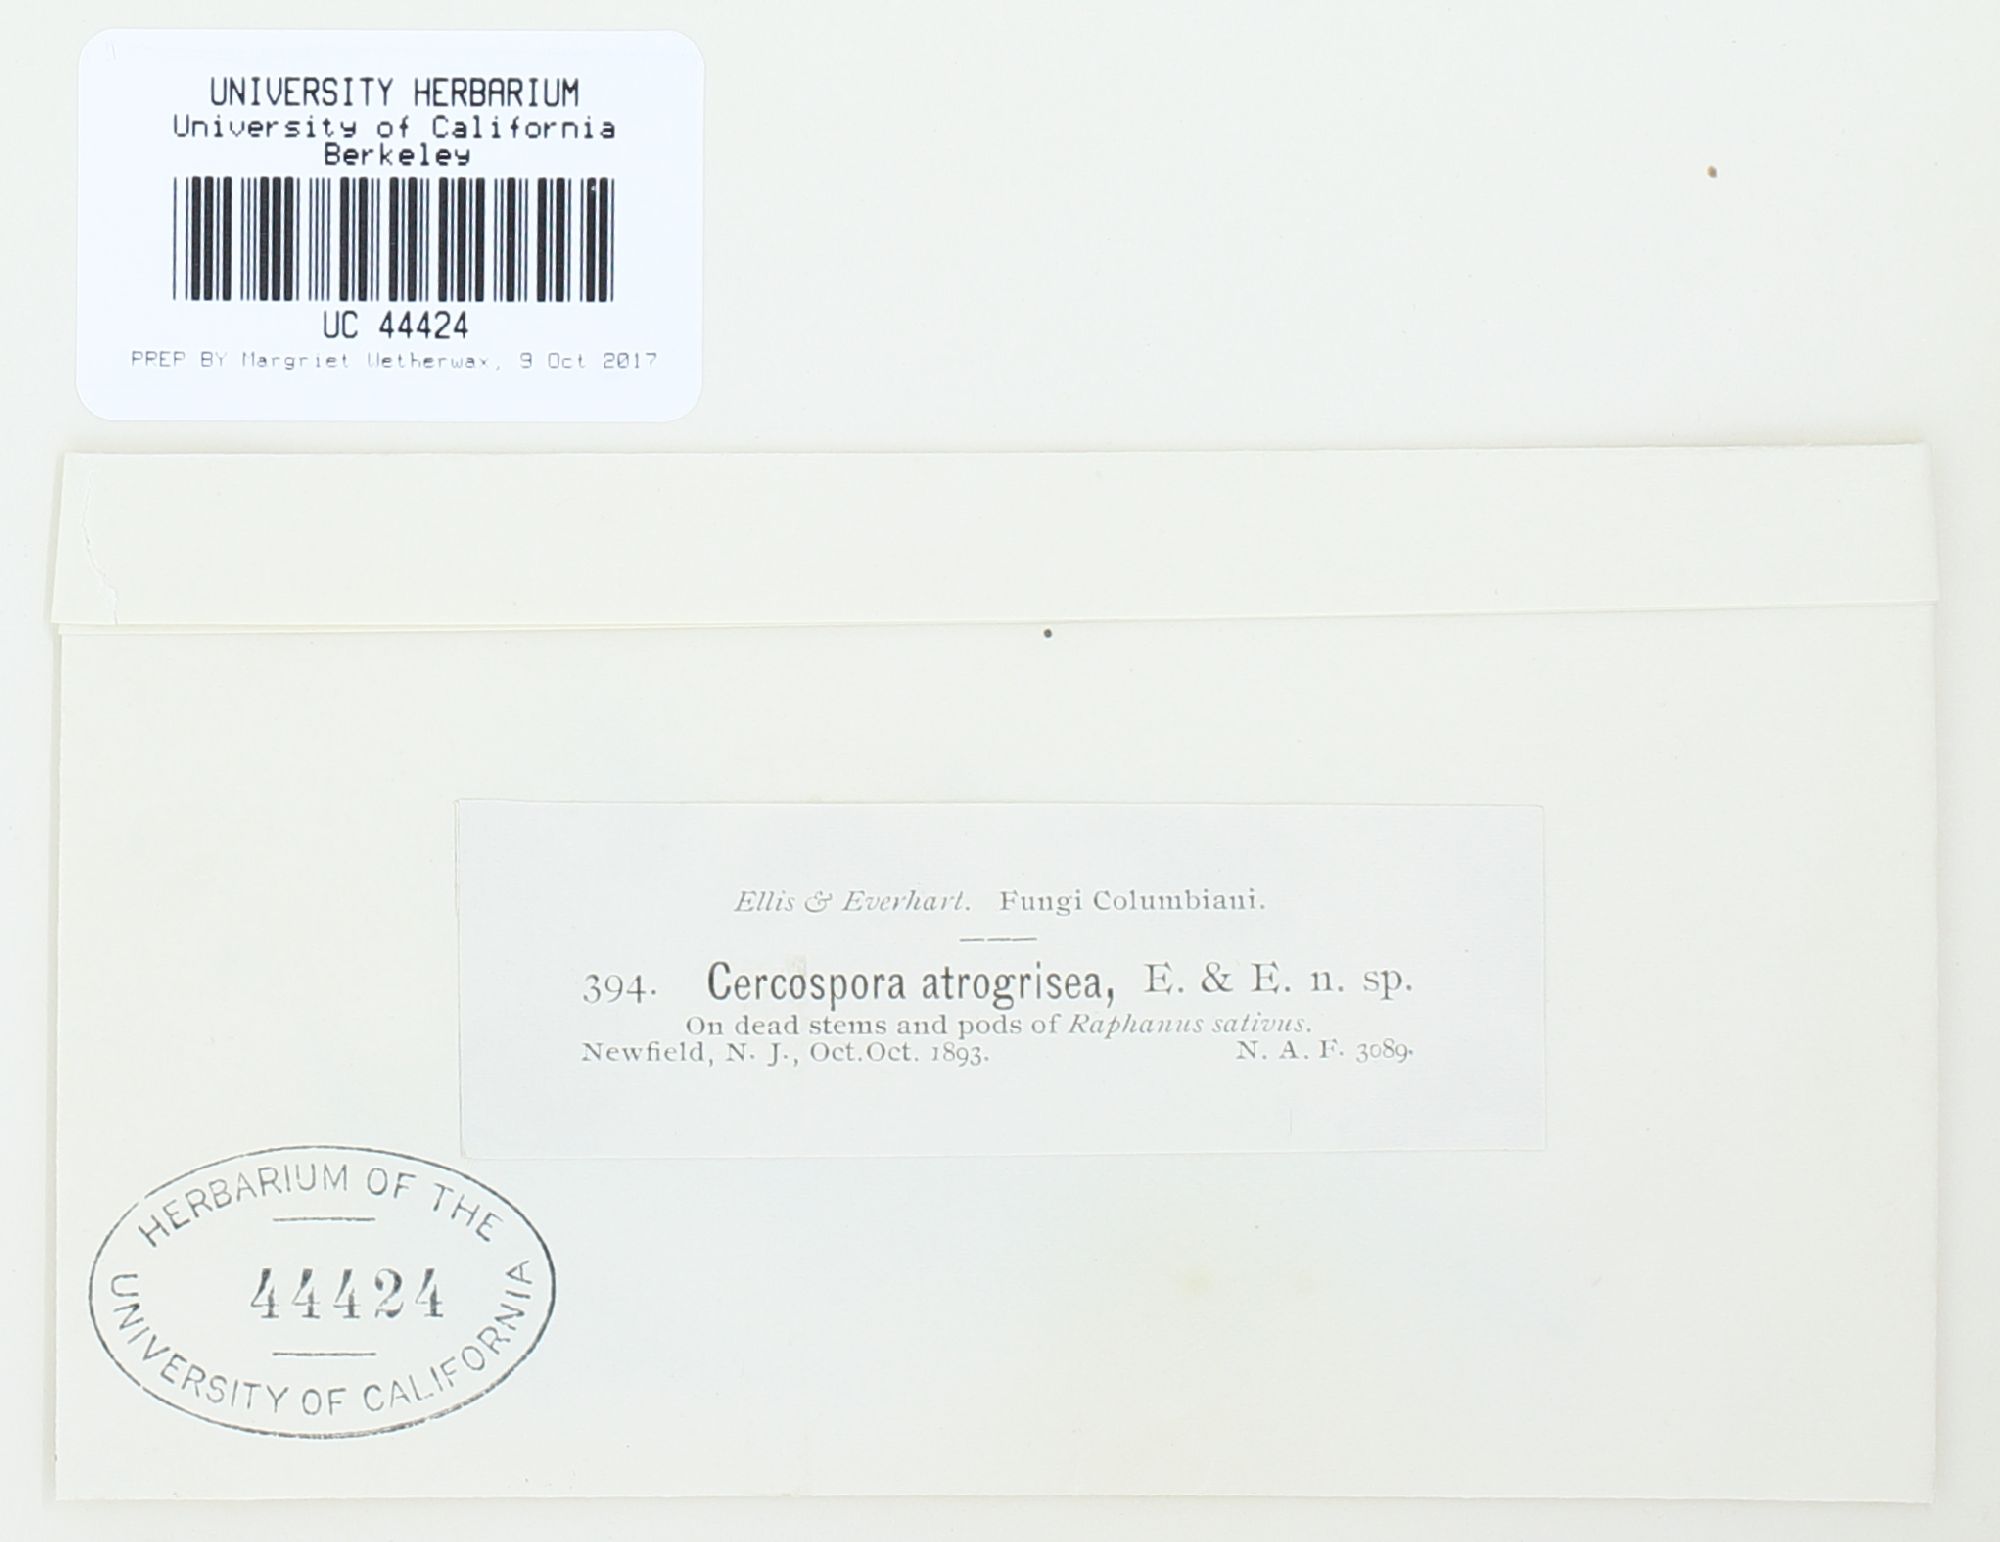 UNIVERSITY HERBARIUM
University of California
Berkeley
UC 44424
PREP BY Margriet Wetherwax, 9 Oct 2017
Ellis & Everhart. Fungi Columbiani.
394. Cercospora atrogrisea, E. & E. n. sp.
On dead stems and pods of Raphanus sativus.
Newfield, N. J., Oct.Oct. 1893. N. A. F. 3089.
HERBARIUM OF THE
44424
UNIVERSITY OF CALIFORNIA